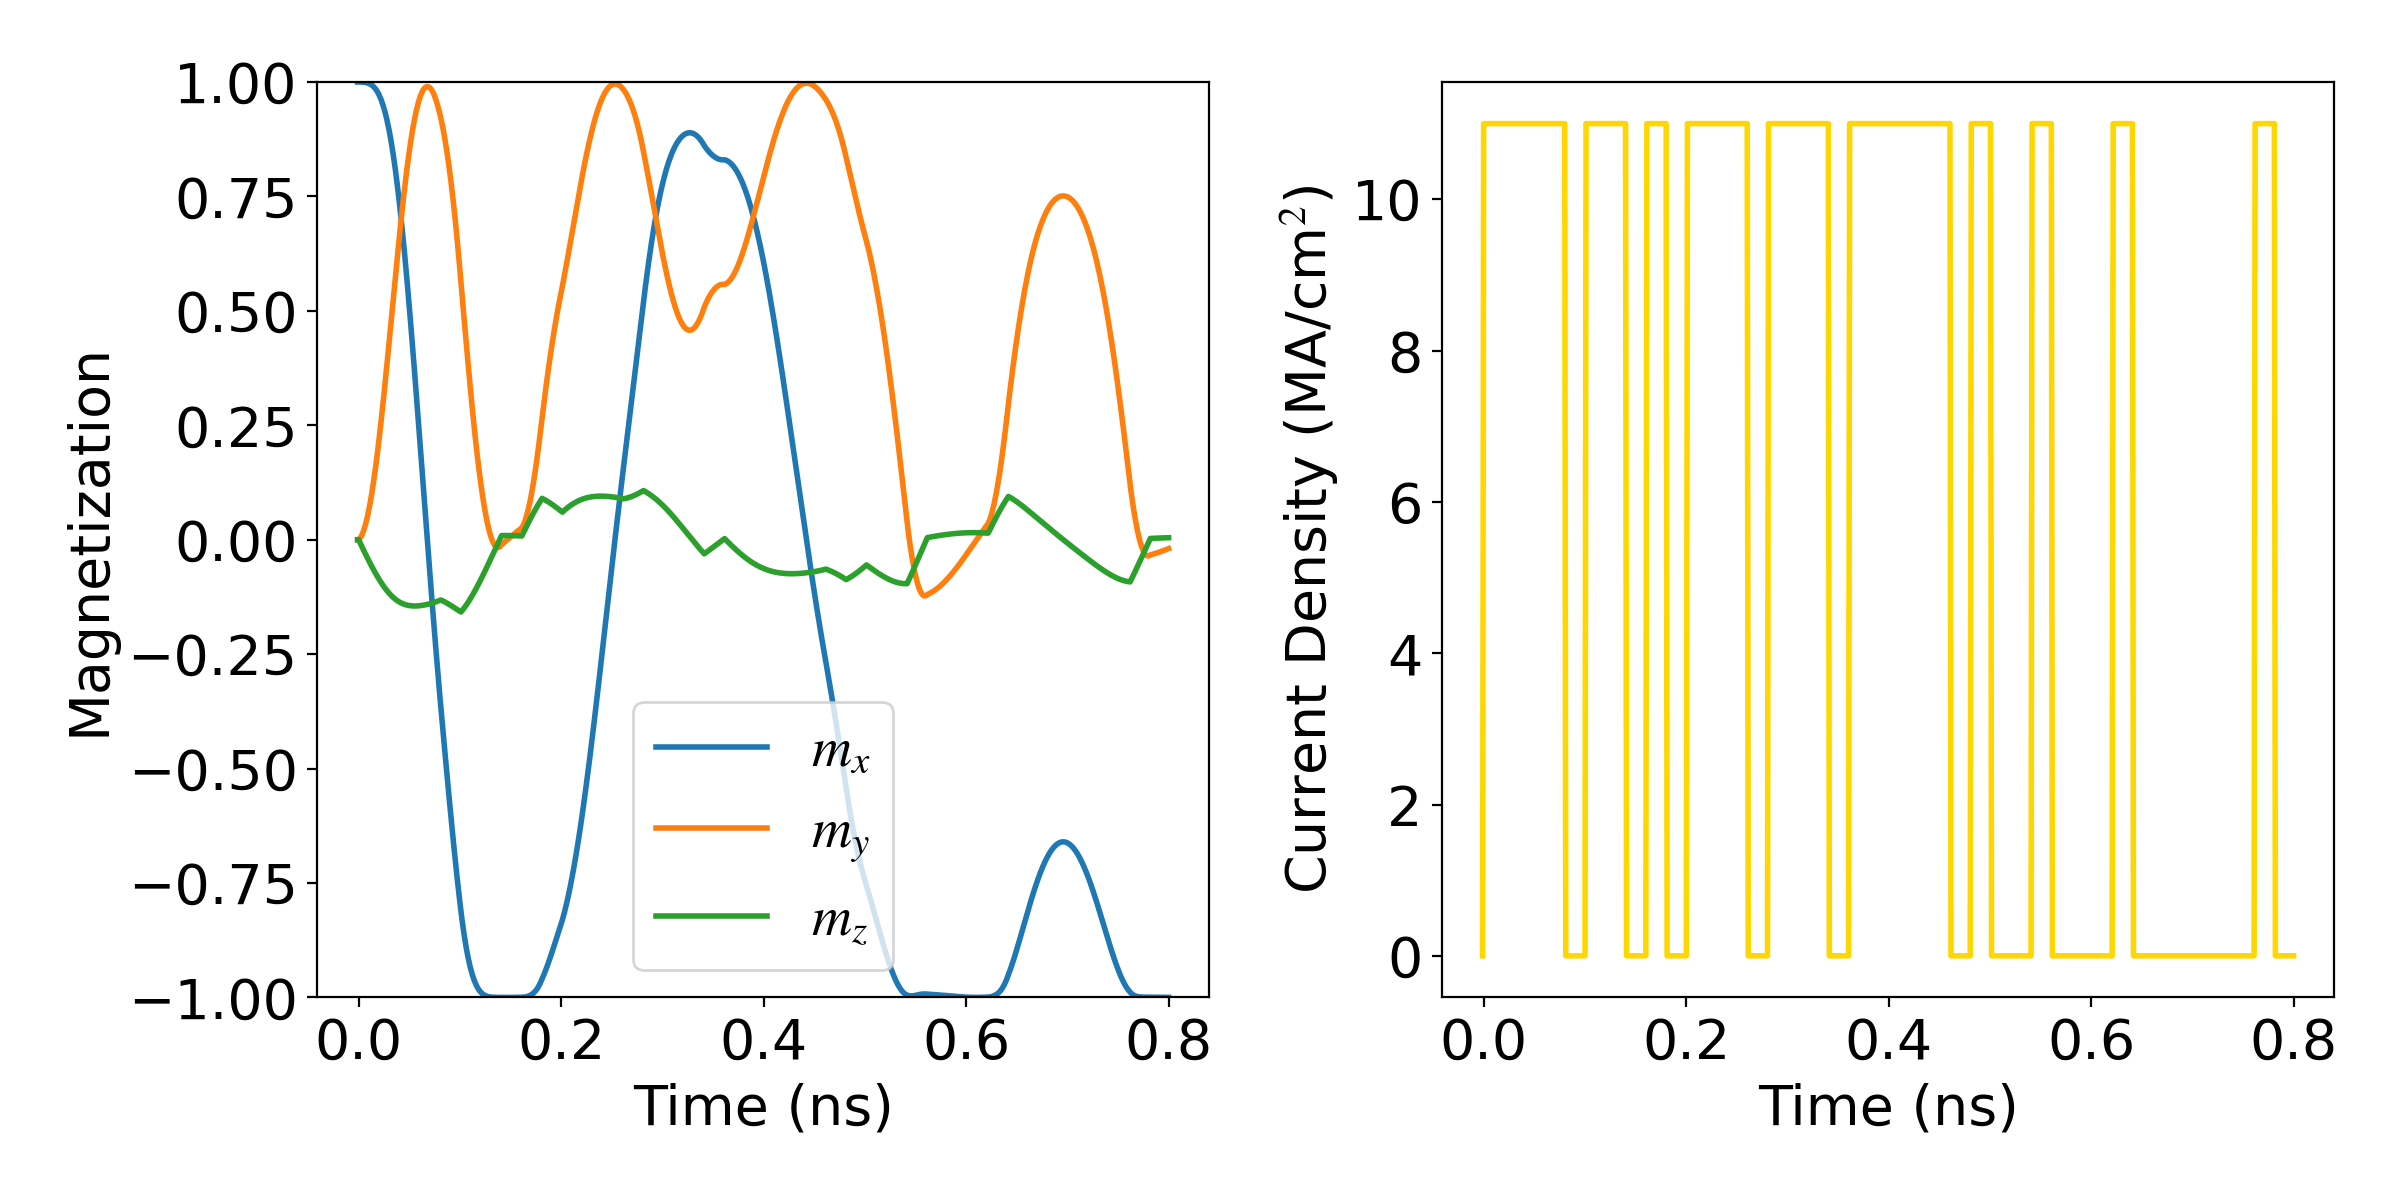 1.00
0.75
0.50
0.25
0.00
−0.25
−0.50
−0.75
−1.00
Magnetization
0.0 0.2 0.4 0.6 0.8
Time (ns)
m_x
m_y
m_z
10
8
6
4
2
0
Current Density (MA/cm²)
0.0 0.2 0.4 0.6 0.8
Time (ns)